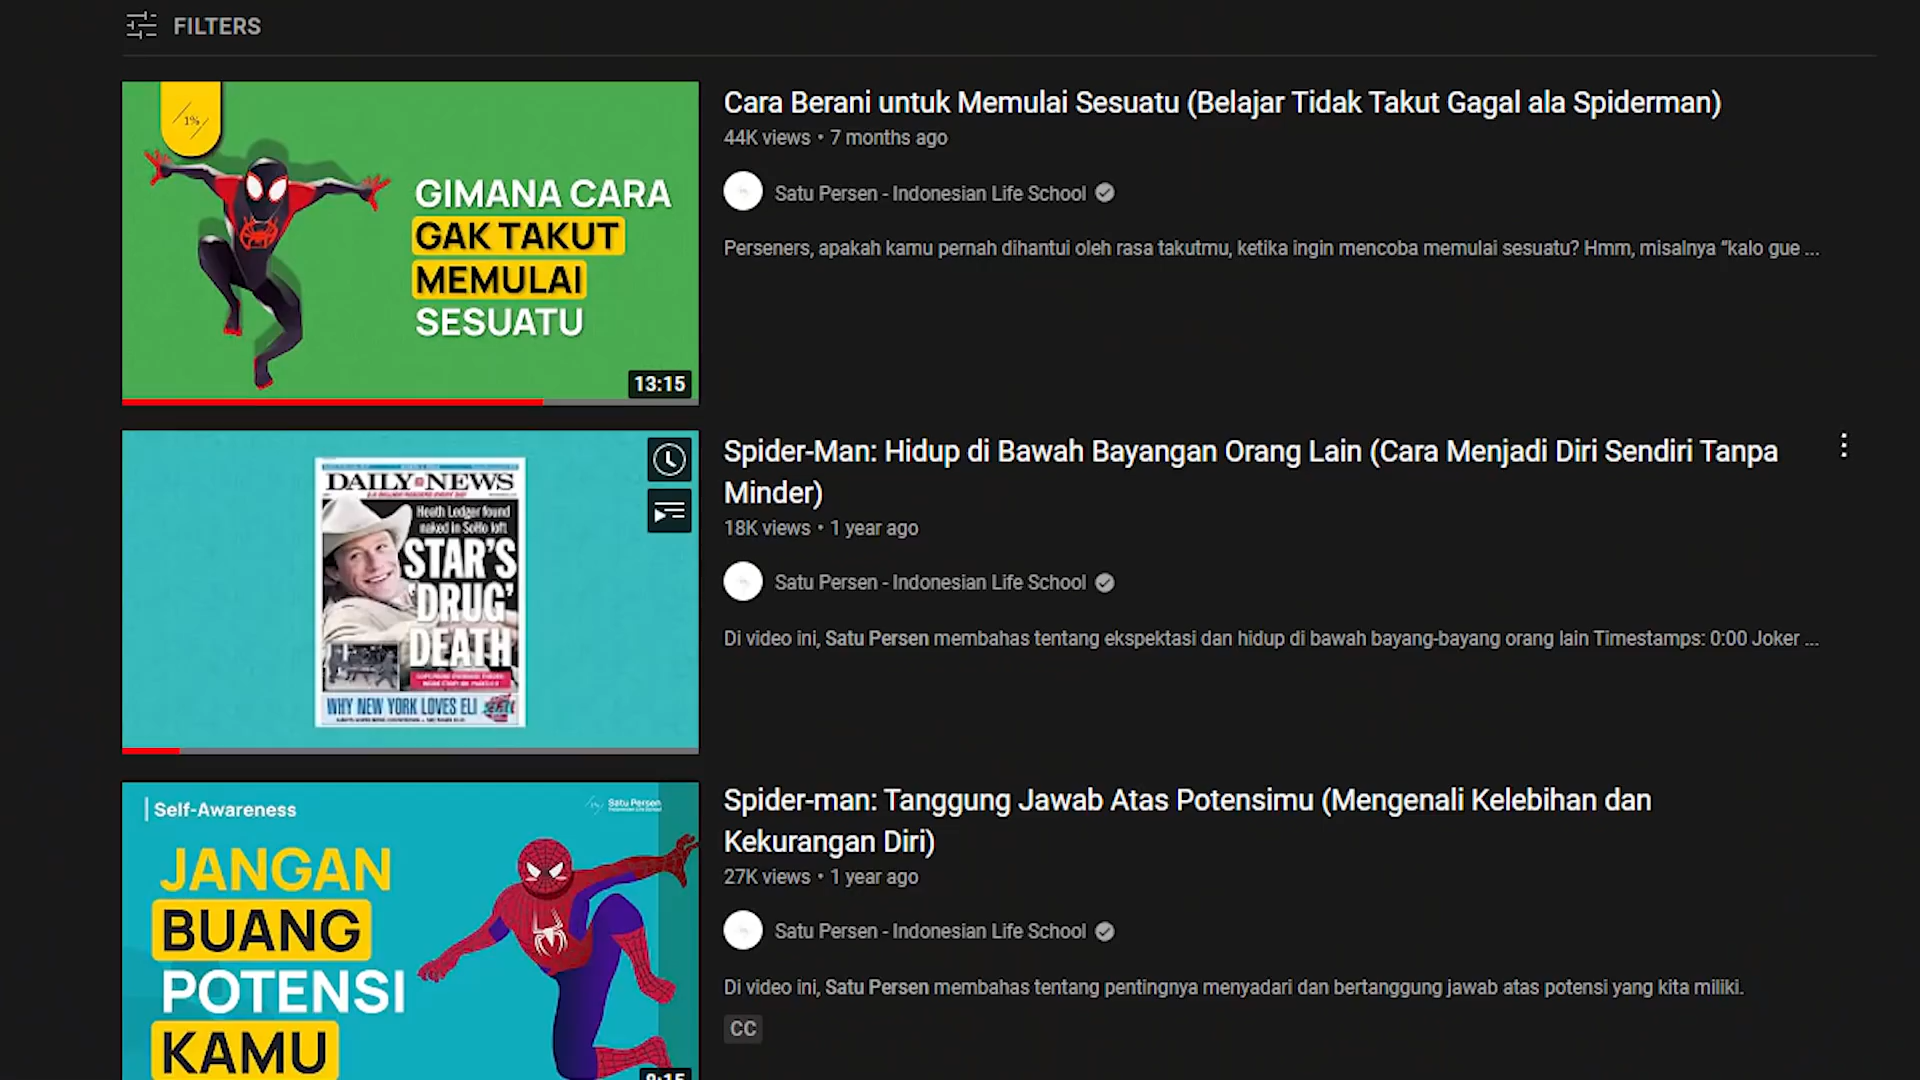 FILTERS
1%
GIMANA CARA
GAK TAKUT
MEMULAI
SESUATU
13:15
Cara Berani untuk Memulai Sesuatu (Belajar Tidak Takut Gagal ala Spiderman)
44K views • 7 months ago
Satu Persen - Indonesian Life School
Perseners, apakah kamu pernah dihantui oleh rasa takutmu, ketika ingin mencoba memulai sesuatu? Hmm, misalnya “kalo gue ...
DAILY NEWS
Heath Ledger found
naked in SoHo loft
STAR'S
'DRUG'
DEATH
WHY NEW YORK LOVES ELI
Spider-Man: Hidup di Bawah Bayangan Orang Lain (Cara Menjadi Diri Sendiri Tanpa
Minder)
18K views • 1 year ago
Satu Persen - Indonesian Life School
Di video ini, Satu Persen membahas tentang ekspektasi dan hidup di bawah bayang-bayang orang lain Timestamps: 0:00 Joker ...
Self-Awareness
Satu Persen
JANGAN
BUANG
POTENSI
KAMU
Spider-man: Tanggung Jawab Atas Potensimu (Mengenali Kelebihan dan
Kekurangan Diri)
27K views • 1 year ago
Satu Persen - Indonesian Life School
Di video ini, Satu Persen membahas tentang pentingnya menyadari dan bertanggung jawab atas potensi yang kita miliki.
CC